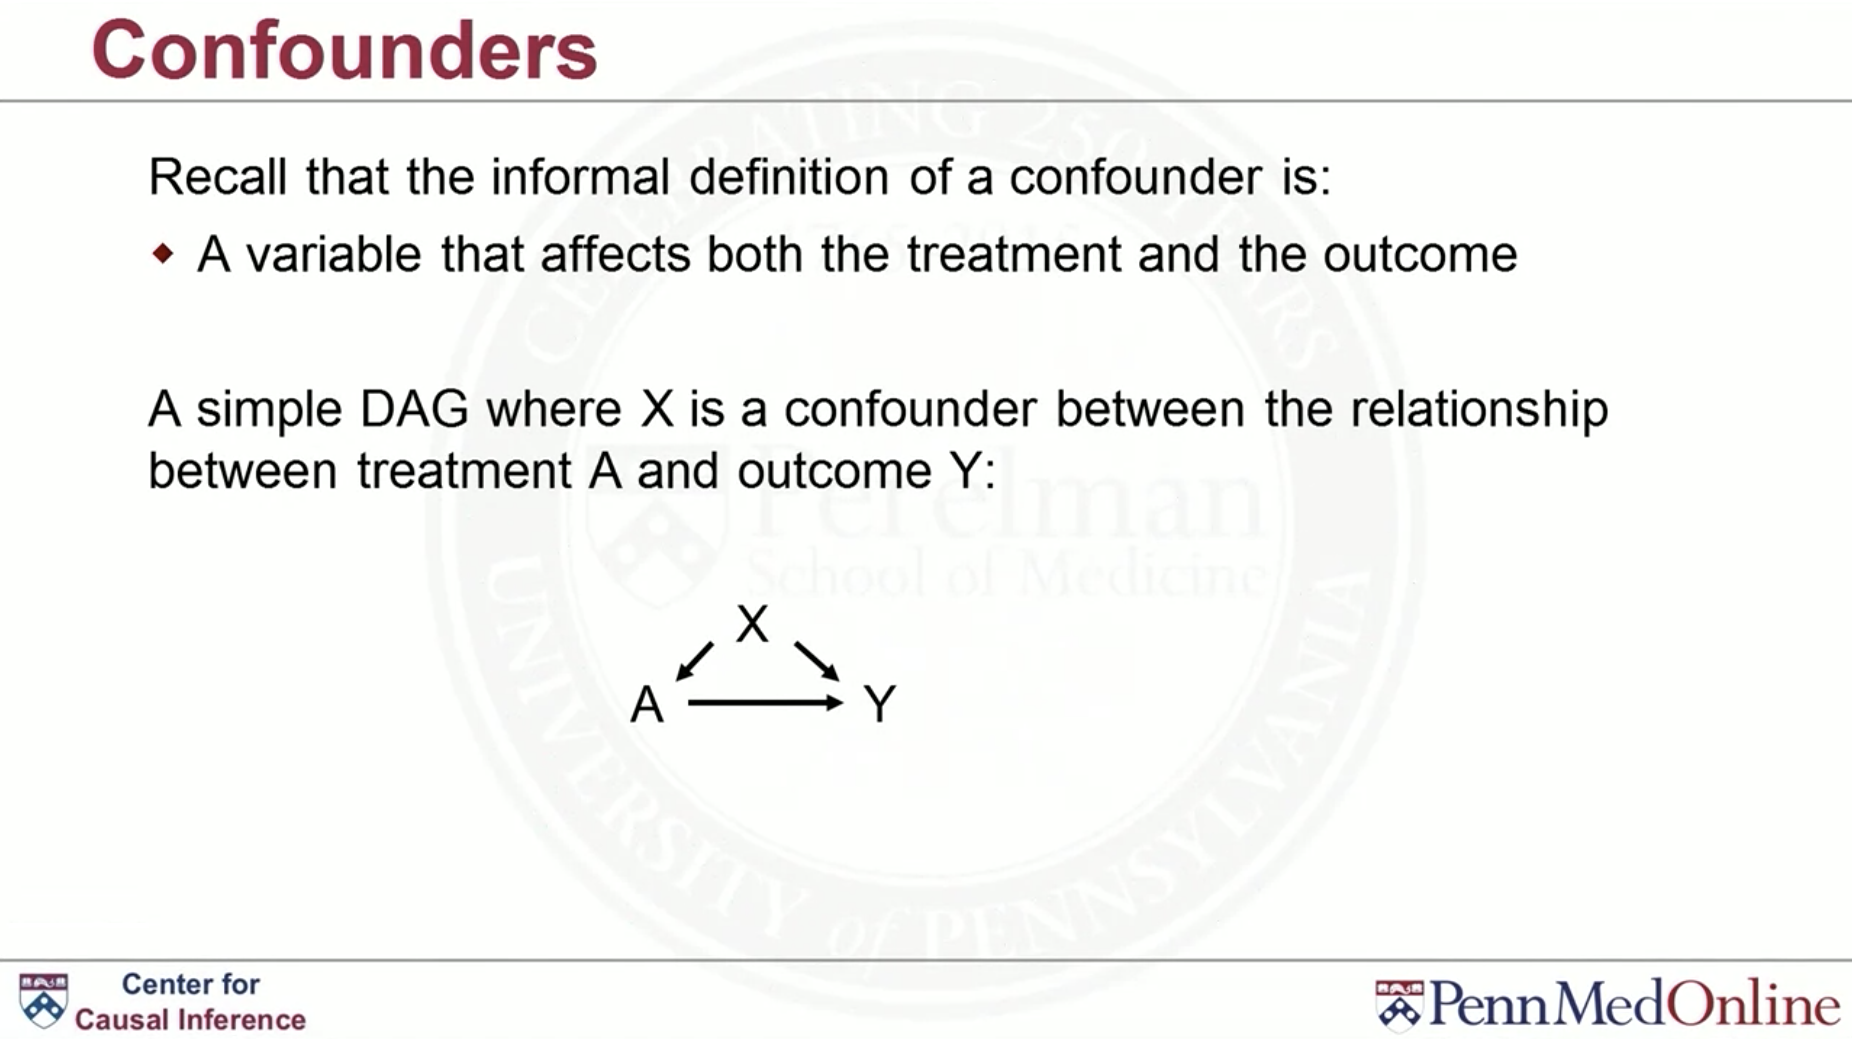 Confounders
Recall that the informal definition of a confounder is:
A variable that affects both the treatment and the outcome
A simple DAG where X is a confounder between the relationship
between treatment A and outcome Y:
X
A Y
Center for
Causal Inference
PennMedOnline
CELEBRATING 250 YEARS
Perelman
School of Medicine
UNIVERSITY of PENNSYLVANIA